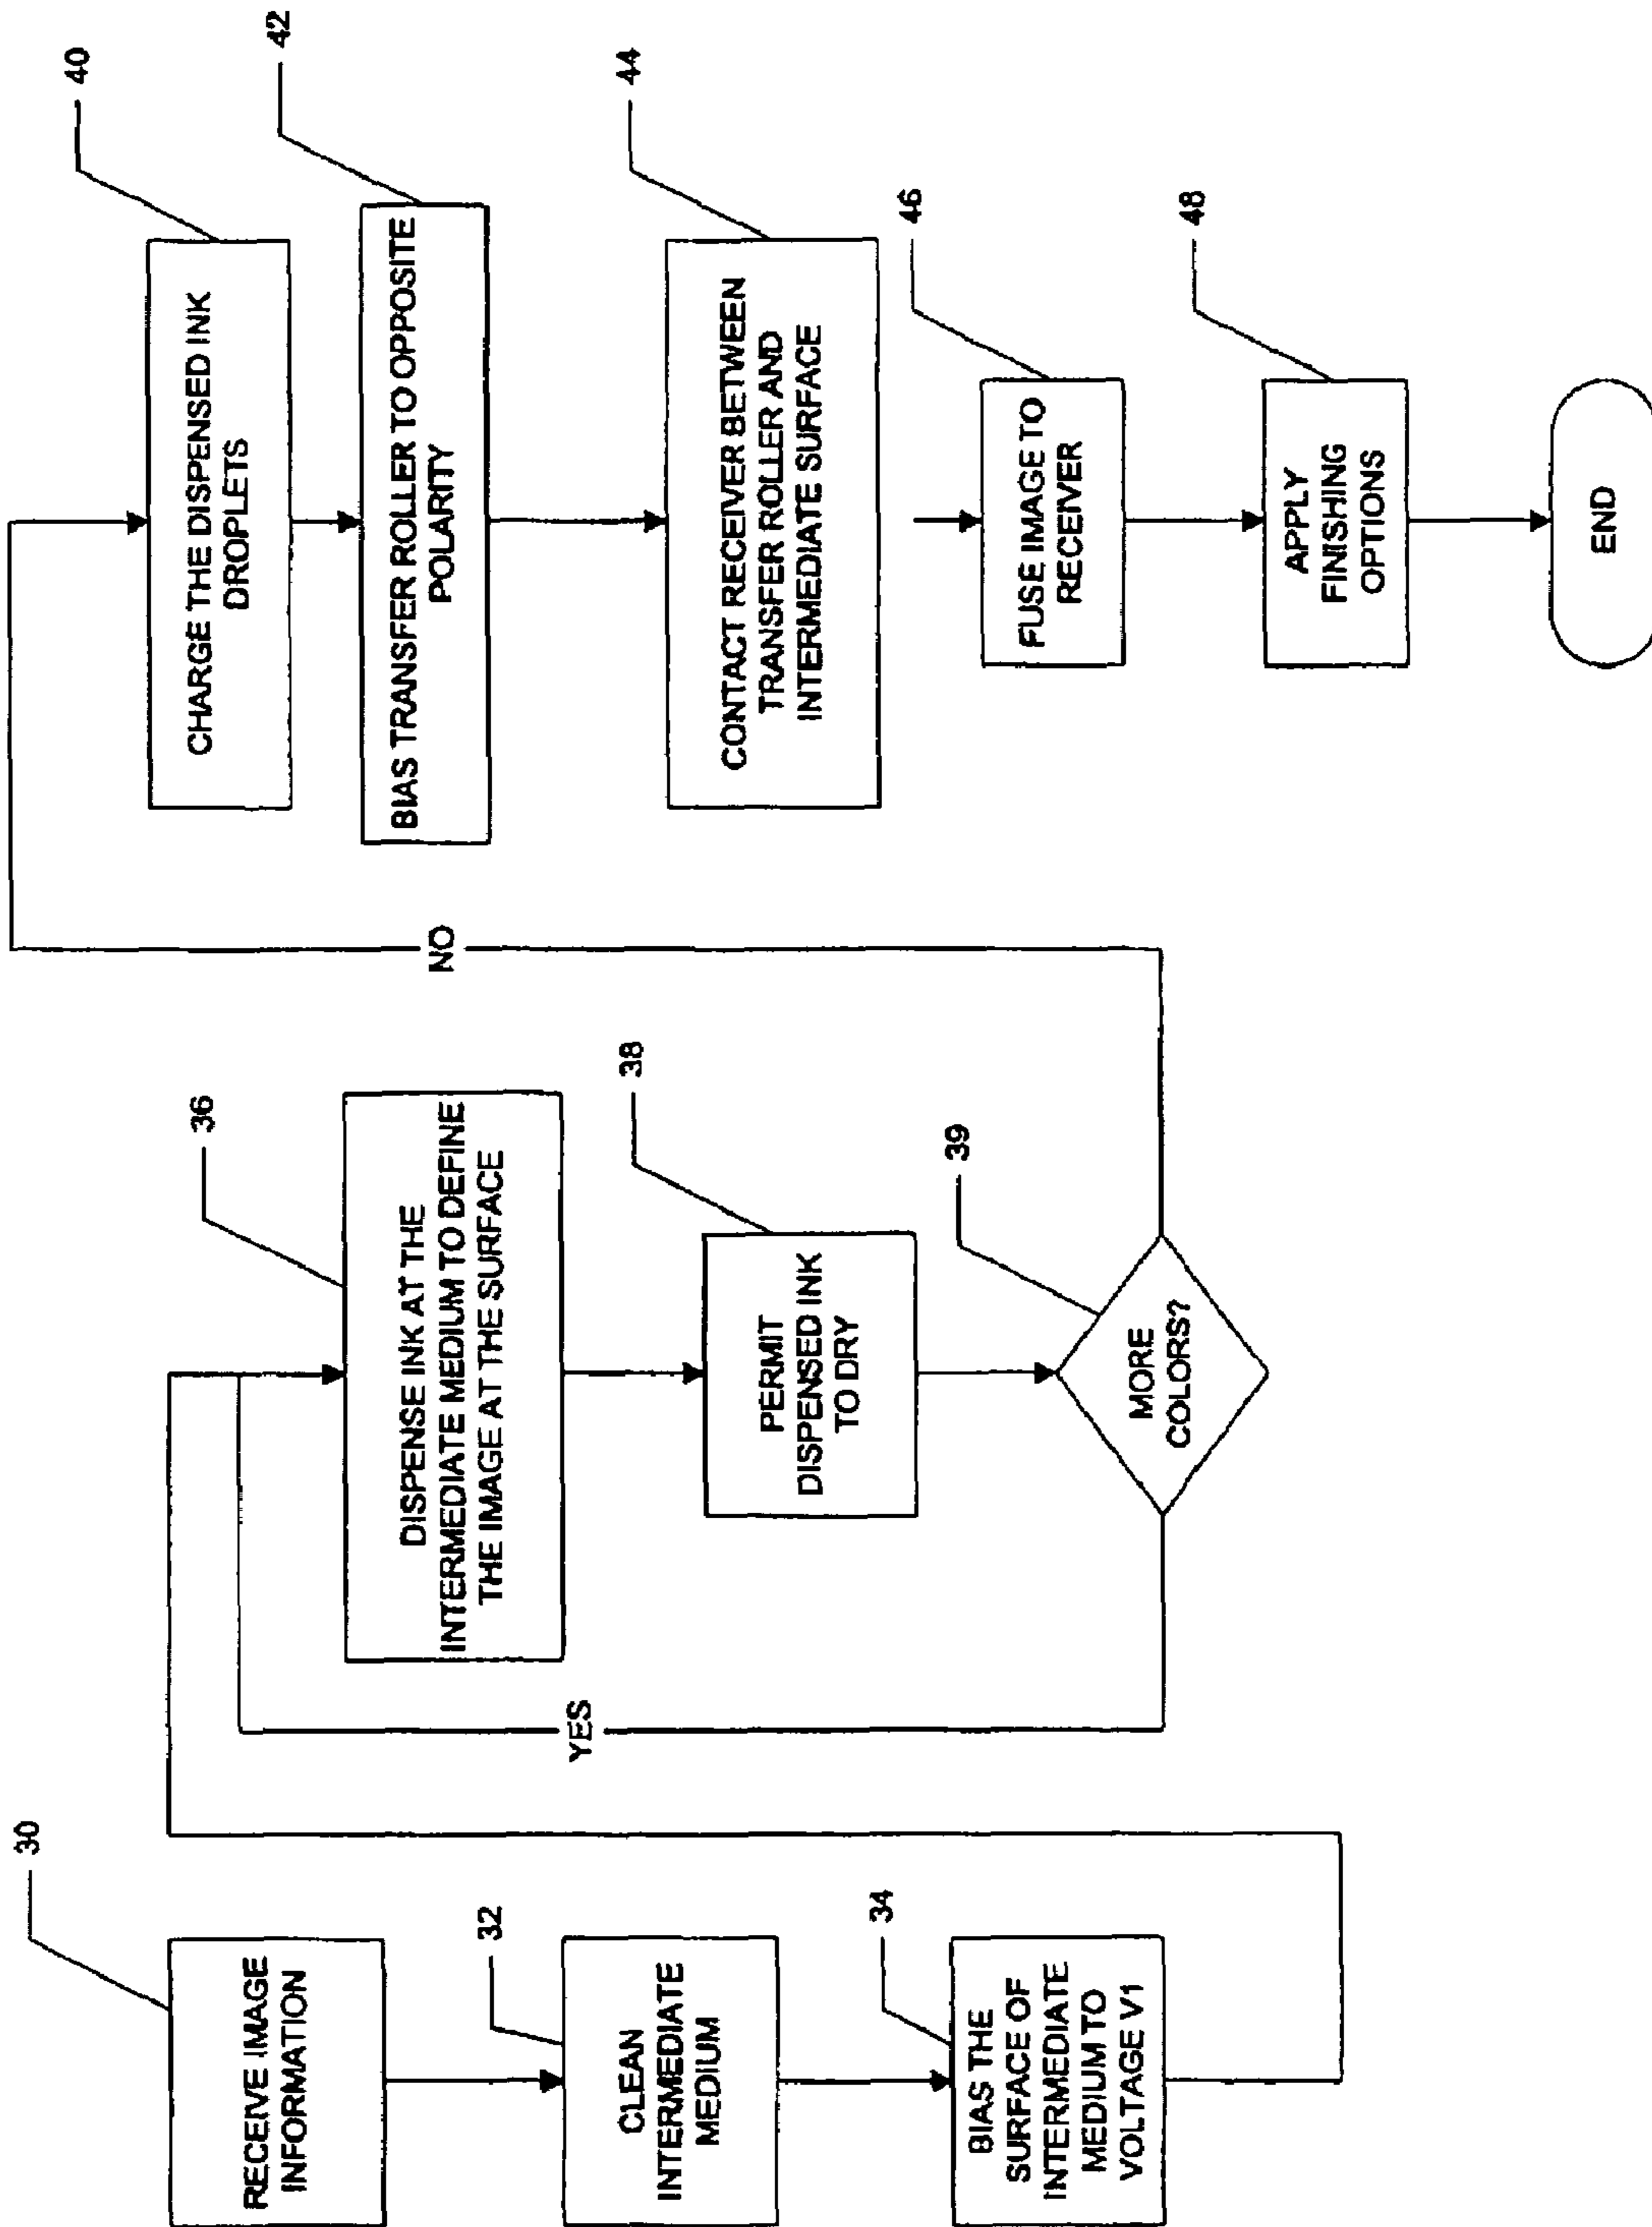 30
RECEIVE IMAGE
INFORMATION
32
CLEAN
INTERMEDIATE
MEDIUM
34
BIAS THE
SURFACE OF
INTERMEDIATE
MEDIUM TO
VOLTAGE V1
36
DISPENSE INK AT THE
INTERMEDIATE MEDIUM TO DEFINE
THE IMAGE AT THE SURFACE
38
PERMIT
DISPENSED INK
TO DRY
39
MORE
COLORS?
YES
NO
40
CHARGE THE DISPENSED INK
DROPLETS
42
BIAS TRANSFER ROLLER TO OPPOSITE
POLARITY
44
CONTACT RECEIVER BETWEEN
TRANSFER ROLLER AND
INTERMEDIATE SURFACE
46
FUSE IMAGE TO
RECEIVER
48
APPLY
FINISHING
OPTIONS
END